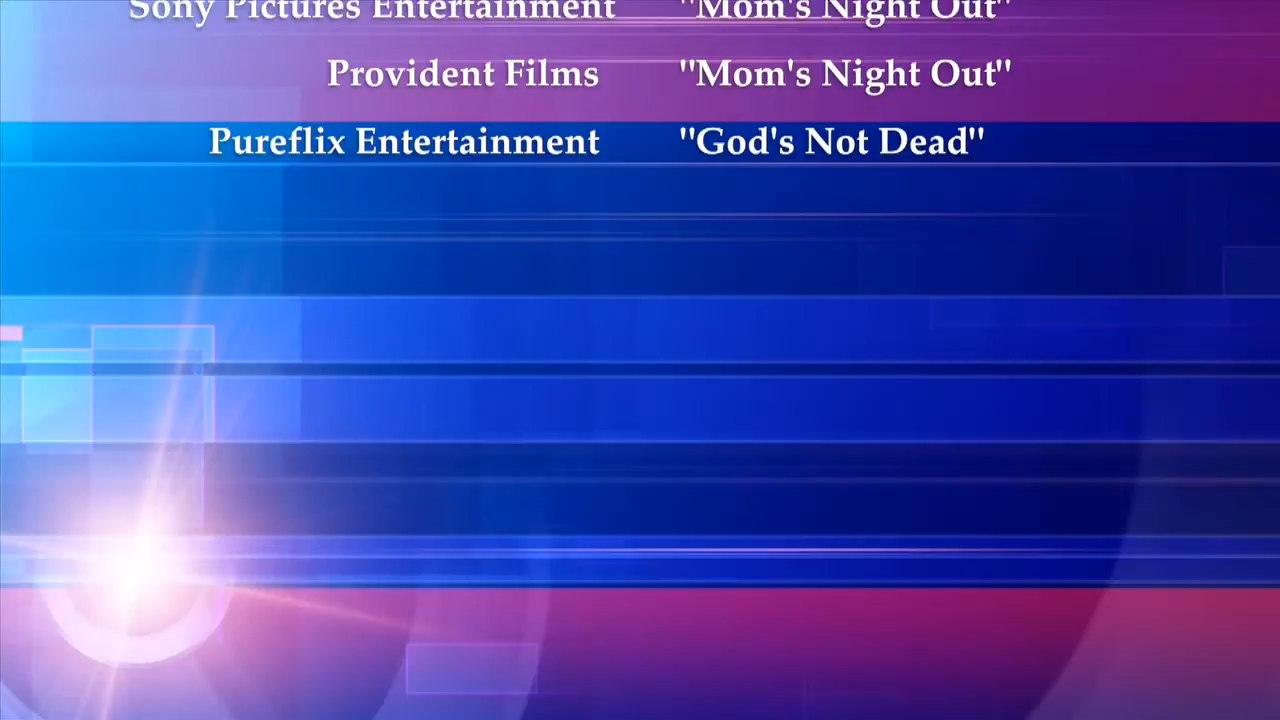 Sony Pictures Entertainment "Mom's Night Out"
Provident Films "Mom's Night Out"
Pureflix Entertainment "God's Not Dead"